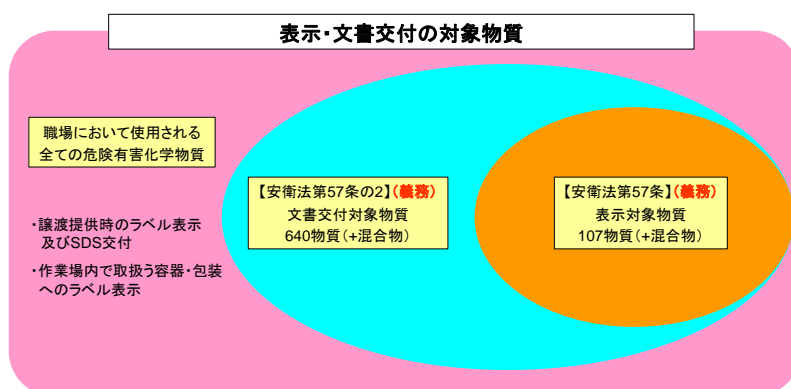 表示・文書交付の対象物質
職場において使用される
全ての危険有害化学物質
・譲渡提供時のラベル表示
及びSDS交付
・作業場内で取扱う容器・包装
へのラベル表示
【安衛法第57条の2】(義務)
文書交付対象物質
640物質(+混合物)
【安衛法第57条】(義務)
表示対象物質
107物質(+混合物)